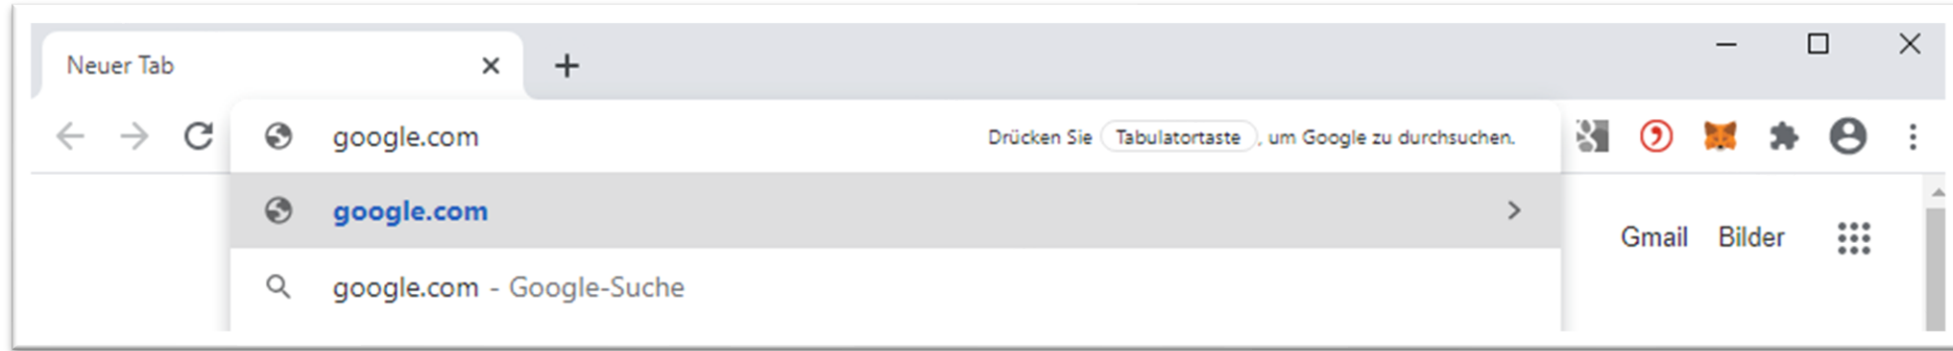 Neuer Tab
google.com Drücken Sie Tabulatortaste, um Google zu durchsuchen.
google.com
Gmail Bilder
google.com - Google-Suche